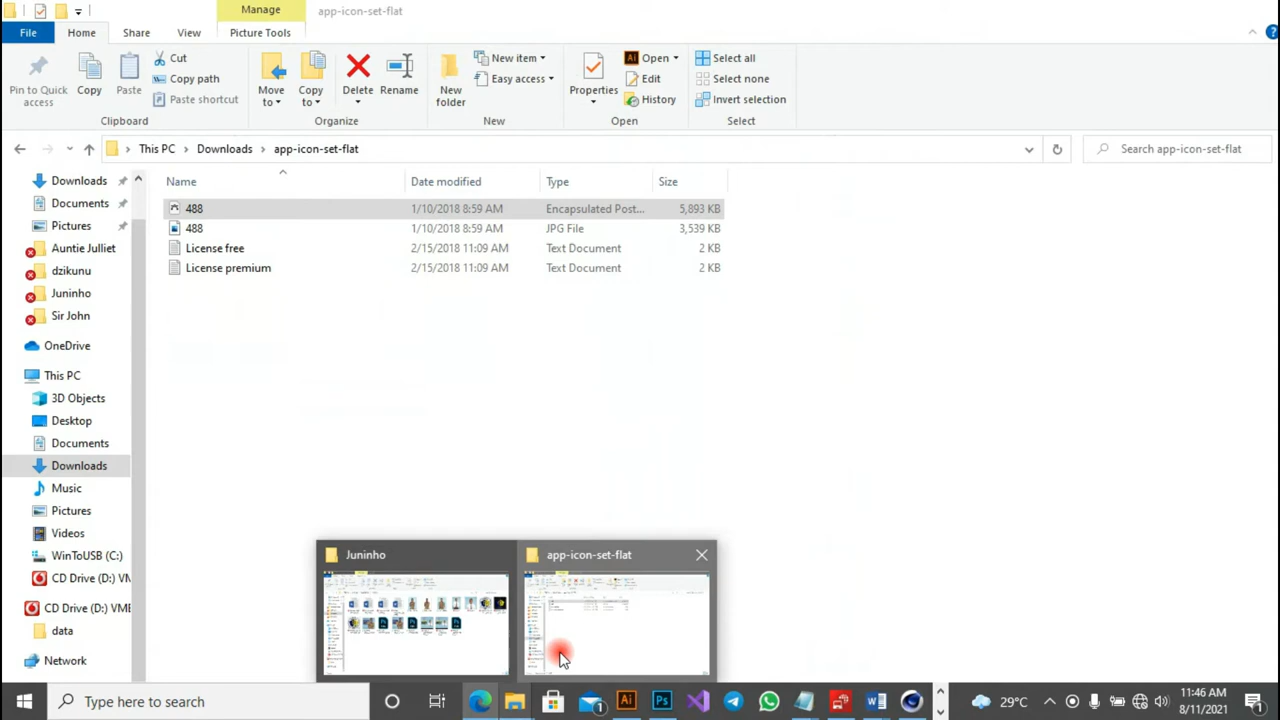 Manage
app-icon-set-flat
File
Home
Share
View
Picture Tools
Pin to Quick access
Copy
Paste
Cut
Copy path
Paste shortcut
Clipboard
Move to
Copy to
Delete
Rename
Organize
New folder
New item
Easy access
New
Properties
Open
Edit
History
Open
Select all
Select none
Invert selection
Select
This PC
Downloads
app-icon-set-flat
Search app-icon-set-flat
Name
Date modified
Type
Size
488 1/10/2018 8:59 AM Encapsulated Post... 5,893 KB
488 1/10/2018 8:59 AM JPG File 3,539 KB
License free 2/15/2018 11:09 AM Text Document 2 KB
License premium 2/15/2018 11:09 AM Text Document 2 KB
Downloads
Documents
Pictures
Auntie Julliet
dzikunu
Juninho
Sir John
OneDrive
This PC
3D Objects
Desktop
Documents
Downloads
Music
Pictures
Videos
WinToUSB (C:)
CD Drive (D:) VM
CD Drive (D:) VME
data
Network
Juninho
app-icon-set-flat
Type here to search
1
Ai
Ps
29°C
11:46 AM
8/11/2021
1